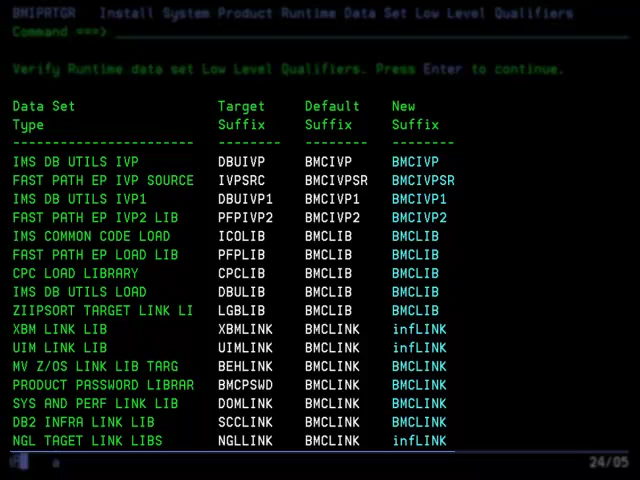 BMIPRTGR Install System Product Runtime Data Set Low Level Qualifiers
Command ===>
Verify Runtime data set Low Level Qualifiers. Press Enter to continue.
Data Set Target Default New
Type Suffix Suffix Suffix
----------------------- -------- -------- --------
IMS DB UTILS IVP DBUIVP BMCIVP BMCIVP
FAST PATH EP IVP SOURCE IVPSRC BMCIVPSR BMCIVPSR
IMS DB UTILS IVP1 DBUIVP1 BMCIVP1 BMCIVP1
FAST PATH EP IVP2 LIB PFPIVP2 BMCIVP2 BMCIVP2
IMS COMMON CODE LOAD ICOLIB BMCLIB BMCLIB
FAST PATH EP LOAD LIB PFPLIB BMCLIB BMCLIB
CPC LOAD LIBRARY CPCLIB BMCLIB BMCLIB
IMS DB UTILS LOAD DBULIB BMCLIB BMCLIB
ZIIPSORT TARGET LINK LI LGBLIB BMCLIB BMCLIB
XBM LINK LIB XBMLINK BMCLINK infLINK
UIM LINK LIB UIMLINK BMCLINK infLINK
MV Z/OS LINK LIB TARG BEHLINK BMCLINK BMCLINK
PRODUCT PASSWORD LIBRAR BMCPSWD BMCLINK BMCLINK
SYS AND PERF LINK LIB DOMLINK BMCLINK BMCLINK
DB2 INFRA LINK LIB SCCLINK BMCLINK BMCLINK
NGL TAGET LINK LIBS NGLLINK BMCLINK infLINK
a 24/05